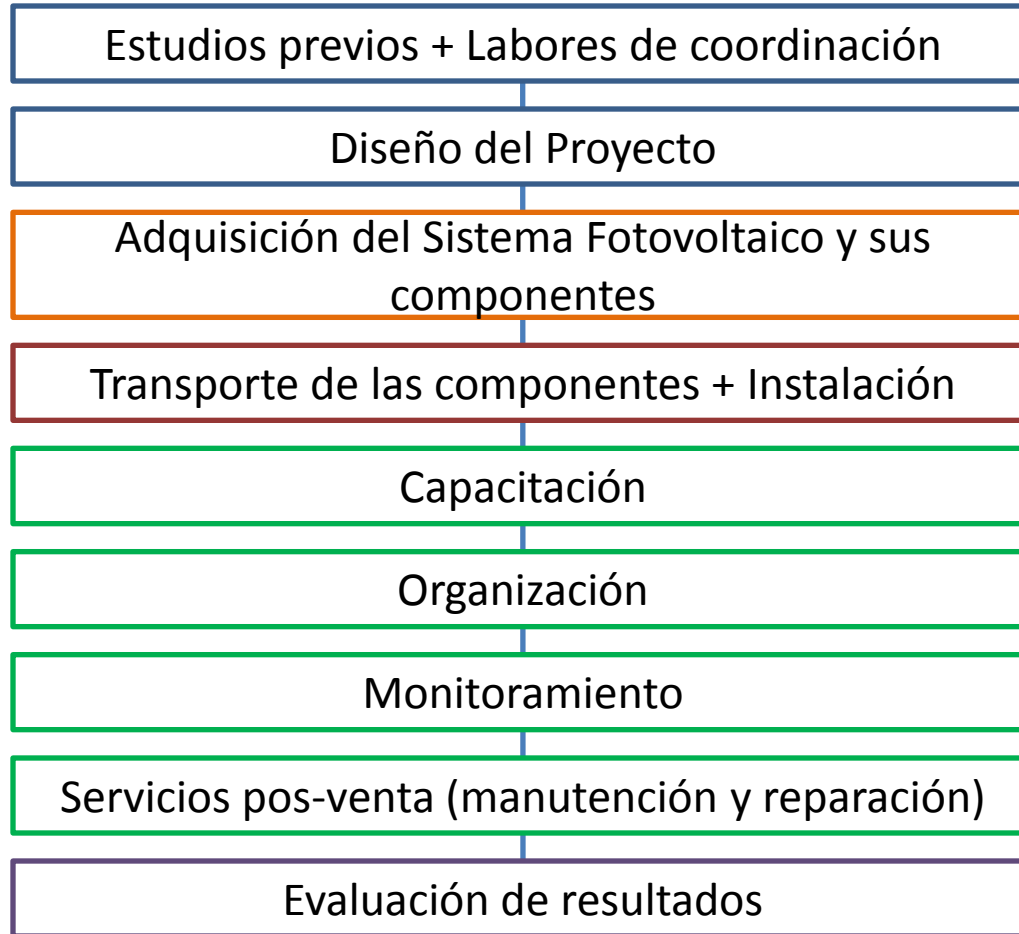 Estudios previos + Labores de coordinación
Diseño del Proyecto
Adquisición del Sistema Fotovoltaico y sus
componentes
Transporte de las componentes + Instalación
Capacitación
Organización
Monitoramiento
Servicios pos-venta (manutención y reparación)
Evaluación de resultados